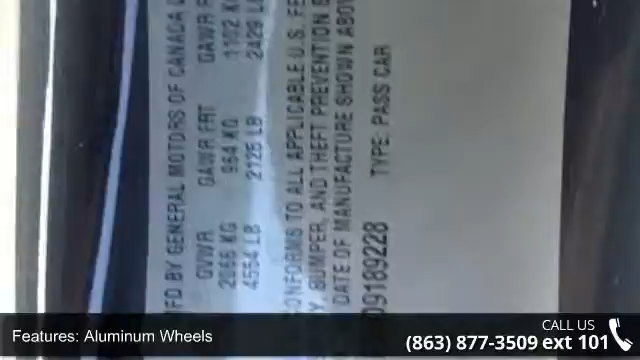 MFD BY GENERAL MOTORS OF CANADA
GVWR GAWR FRT GAWR R
2066 KG 964 KG 1102 KG
4554 LB 2125 LB 2429 LB
CONFORMS TO ALL APPLICABLE U.S. FE
Y, BUMPER, AND THEFT PREVENTION
DATE OF MANUFACTURE SHOWN ABOV
D9189228 TYPE: PASS CAR
Features: Aluminum Wheels
CALL US
(863) 877-3509 ext 101